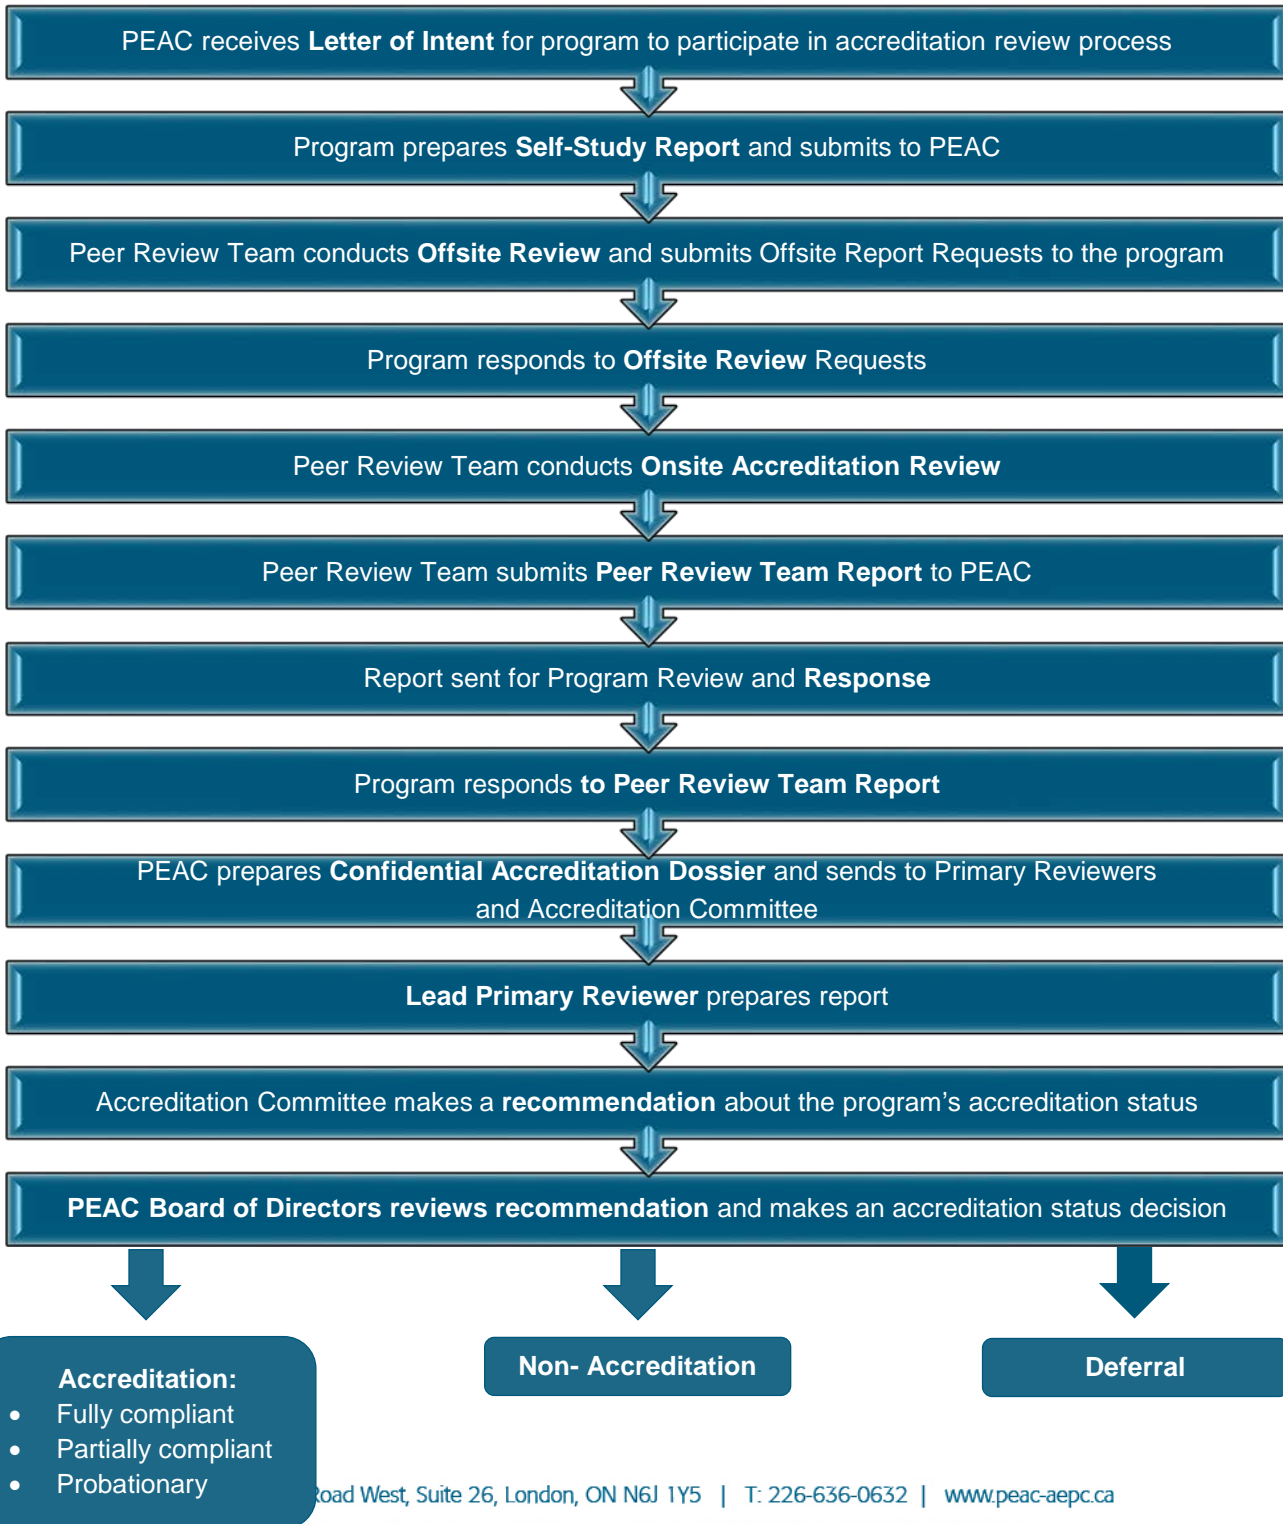 PEAC receives Letter of Intent for program to participate in accreditation review process
Program prepares Self-Study Report and submits to PEAC
Peer Review Team conducts Offsite Review and submits Offsite Report Requests to the program
Program responds to Offsite Review Requests
Peer Review Team conducts Onsite Accreditation Review
Peer Review Team submits Peer Review Team Report to PEAC
Report sent for Program Review and Response
Program responds to Peer Review Team Report
PEAC prepares Confidential Accreditation Dossier and sends to Primary Reviewers
and Accreditation Committee
Lead Primary Reviewer prepares report
Accreditation Committee makes a recommendation about the program’s accreditation status
PEAC Board of Directors reviews recommendation and makes an accreditation status decision
Accreditation:
• Fully compliant
• Partially compliant
• Probationary
Non- Accreditation
Deferral
Road West, Suite 26, London, ON N6J 1Y5 | T: 226-636-0632 | www.peac-aepc.ca